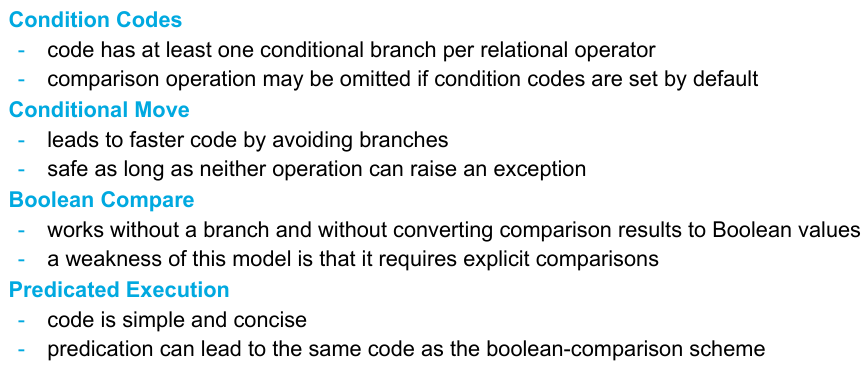 Condition Codes
- code has at least one conditional branch per relational operator
- comparison operation may be omitted if condition codes are set by default
Conditional Move
- leads to faster code by avoiding branches
- safe as long as neither operation can raise an exception
Boolean Compare
- works without a branch and without converting comparison results to Boolean values
- a weakness of this model is that it requires explicit comparisons
Predicated Execution
- code is simple and concise
- predication can lead to the same code as the boolean-comparison scheme